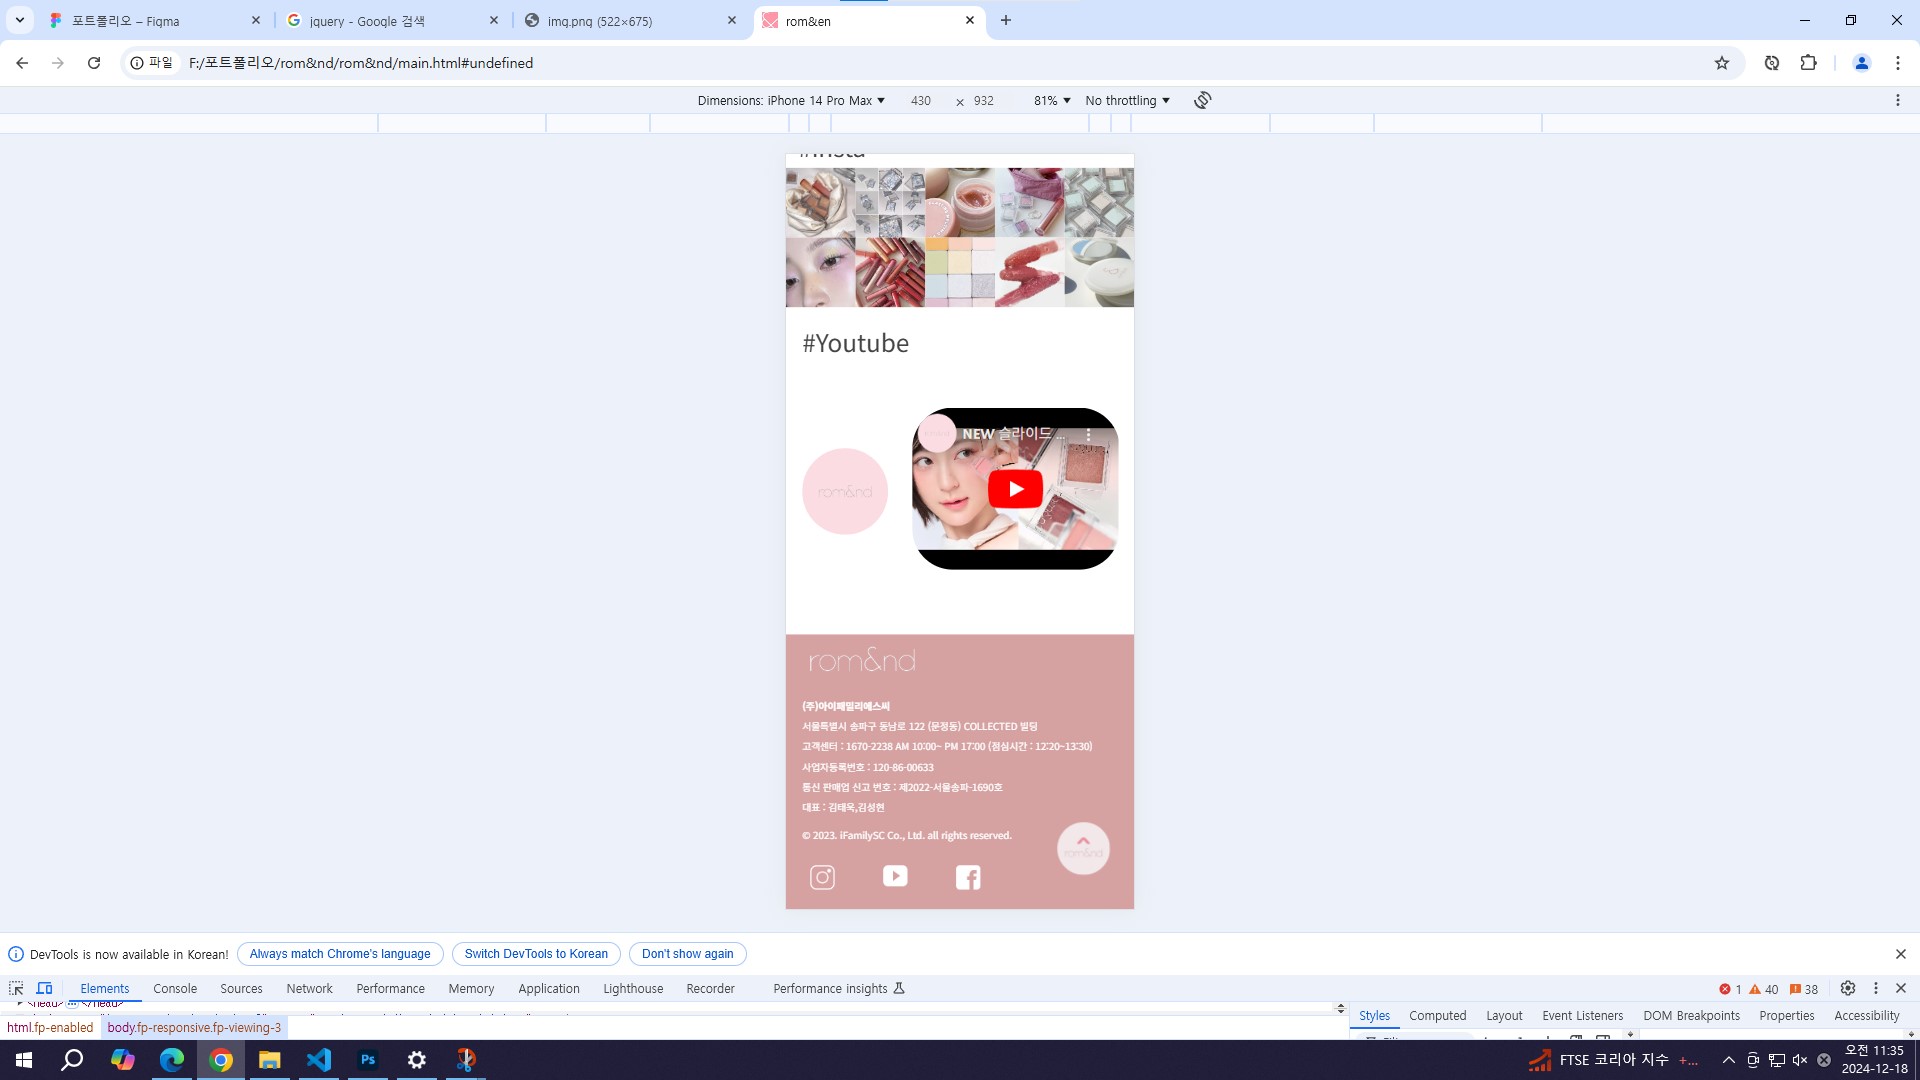 포트폴리오 – Figma
jquery - Google 검색
img.png (522×675)
rom&en
파일
F:/포트폴리오/rom&nd/rom&nd/main.html#undefined
Dimensions: iPhone 14 Pro Max
430 × 932
81%
No throttling
#Insta
#Youtube
NEW 슬라이드 ...
rom&nd
rom&nd
(주)아이패밀리에스씨
서울특별시 송파구 동남로 122 (문정동) COLLECTED 빌딩
고객센터 : 1670-2238 AM 10:00~ PM 17:00 (점심시간 : 12:20~13:30)
사업자등록번호 : 120-86-00633
통신 판매업 신고 번호 : 제2022-서울송파-1690호
대표 : 김태욱,김성현
© 2023. iFamilySC Co., Ltd. all rights reserved.
rom&nd
DevTools is now available in Korean!
Always match Chrome's language
Switch DevTools to Korean
Don't show again
Elements
Console
Sources
Network
Performance
Memory
Application
Lighthouse
Recorder
Performance insights
1
40
38
<head> ... </head>
html.fp-enabled
body.fp-responsive.fp-viewing-3
Styles
Computed
Layout
Event Listeners
DOM Breakpoints
Properties
Accessibility
Ps
FTSE 코리아 지수 +...
오전 11:35
2024-12-18